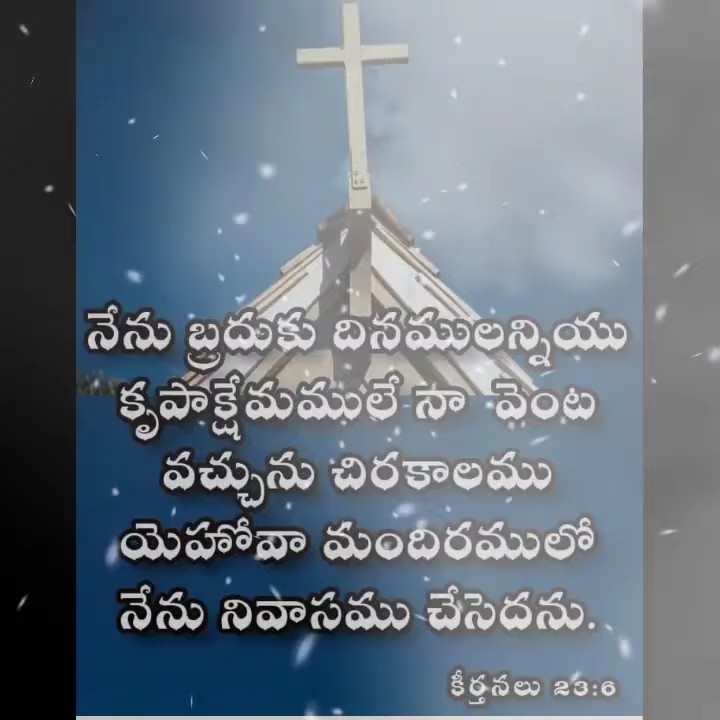 నేను బ్రదుకు దినములన్నియు
కృపాక్షేమములే నా వెంట
వచ్చును చిరకాలము
యెహోవా మందిరములో
నేను నివాసము చేసెదను.
కీర్తనలు 23:6